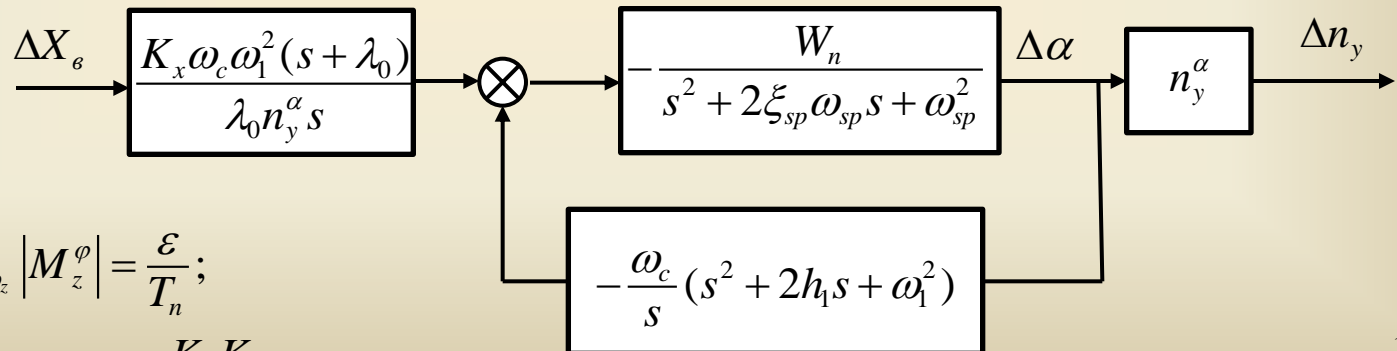 ΔX_в
K_x ω_c ω_1^2 (s + λ_0) / λ_0 n_y^α s
− W_n / s^2 + 2ξ_sp ω_sp s + ω_sp^2
Δα
n_y^α
Δn_y
|M_z^φ| = ε / T_n ;
− ω_c / s (s^2 + 2h_1 s + ω_1^2)